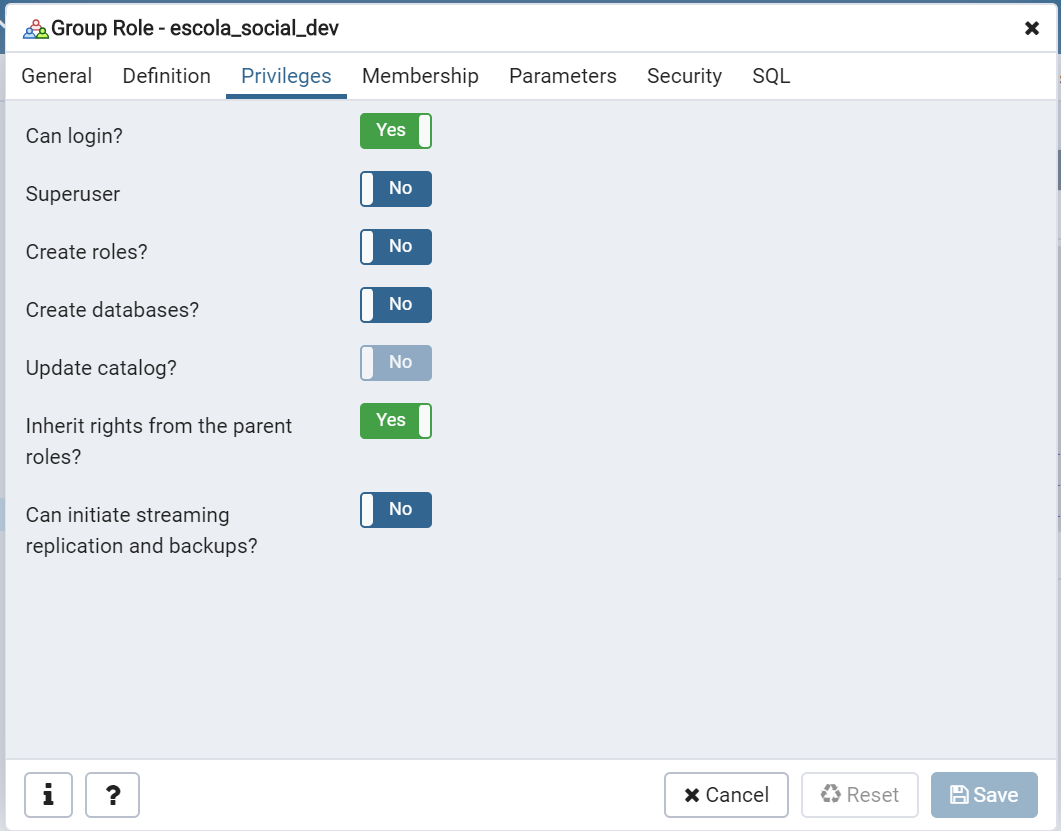 Group Role - escola_social_dev
General Definition Privileges Membership Parameters Security SQL
Can login? Yes
Superuser No
Create roles? No
Create databases? No
Update catalog? No
Inherit rights from the parent Yes
roles?
Can initiate streaming No
replication and backups?
i ? Cancel Reset Save